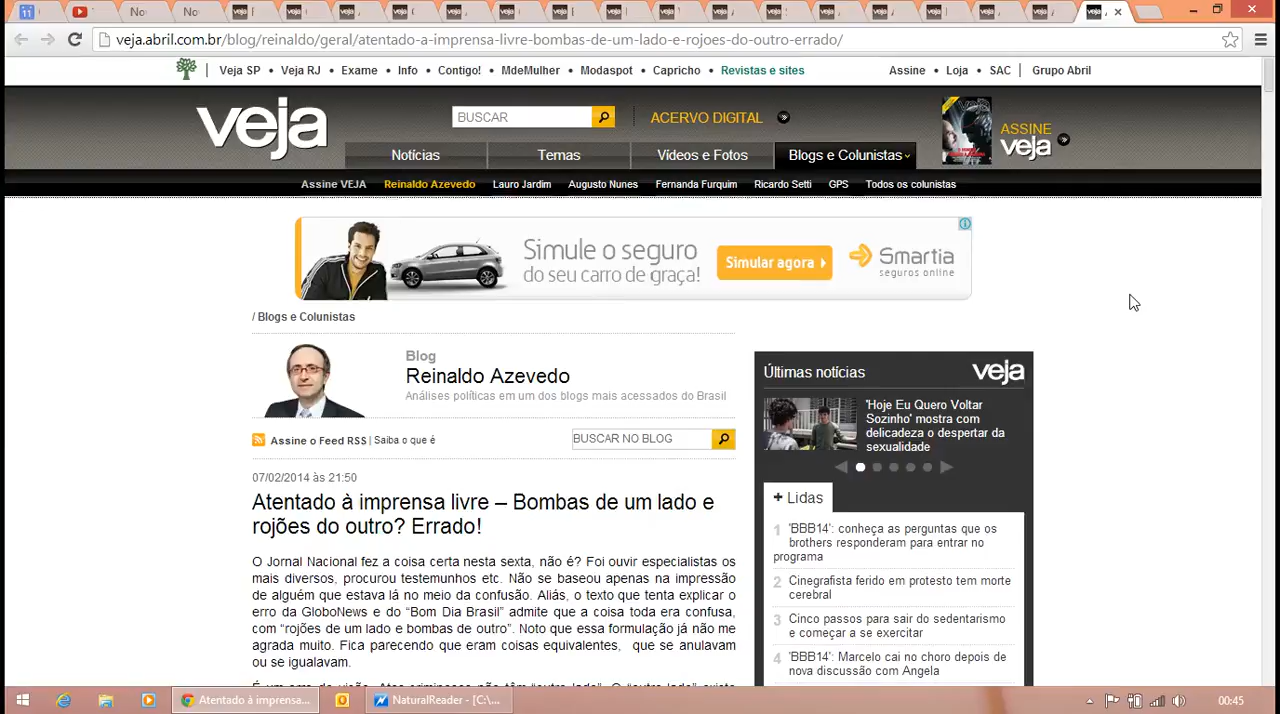 11
No
No
veja.abril.com.br/blog/reinaldo/geral/atentado-a-imprensa-livre-bombas-de-um-lado-e-rojoes-do-outro-errado/
Veja SP • Veja RJ • Exame • Info • Contigo! • MdeMulher • Modaspot • Capricho • Revistas e sites
Assine • Loja • SAC | Grupo Abril
veja
BUSCAR
ACERVO DIGITAL
ASSINE
veja
Notícias
Temas
Vídeos e Fotos
Blogs e Colunistas
Assine VEJA
Reinaldo Azevedo
Lauro Jardim
Augusto Nunes
Fernanda Furquim
Ricardo Setti
GPS
Todos os colunistas
Simule o seguro
do seu carro de graça!
Simular agora
Smartia
seguros online
/ Blogs e Colunistas
Blog
Reinaldo Azevedo
Análises políticas em um dos blogs mais acessados do Brasil
Assine o Feed RSS | Saiba o que é
BUSCAR NO BLOG
07/02/2014 às 21:50
Atentado à imprensa livre – Bombas de um lado e
rojões do outro? Errado!
O Jornal Nacional fez a coisa certa nesta sexta, não é? Foi ouvir especialistas os
mais diversos, procurou testemunhos etc. Não se baseou apenas na impressão
de alguém que estava lá no meio da confusão. Aliás, o texto que tenta explicar o
erro da GloboNews e do “Bom Dia Brasil” admite que a coisa toda era confusa,
com “rojões de um lado e bombas de outro”. Noto que essa formulação já não me
agrada muito. Fica parecendo que eram coisas equivalentes, que se anulavam
ou se igualavam.
Últimas notícias
veja
'Hoje Eu Quero Voltar
Sozinho' mostra com
delicadeza o despertar da
sexualidade
+ Lidas
1 'BBB14': conheça as perguntas que os
brothers responderam para entrar no
programa
2 Cinegrafista ferido em protesto tem morte
cerebral
3 Cinco passos para sair do sedentarismo
e começar a se exercitar
4 'BBB14': Marcelo cai no choro depois de
nova discussão com Angela
Atentado à imprensa...
NaturalReader - [C:\...
00:45